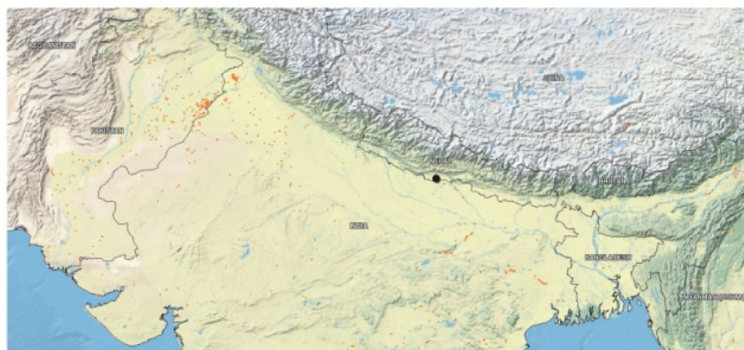 AFGHANISTAN
CHINA
PAKISTAN
NEPAL
BHUTAN
INDIA
BANGLADESH